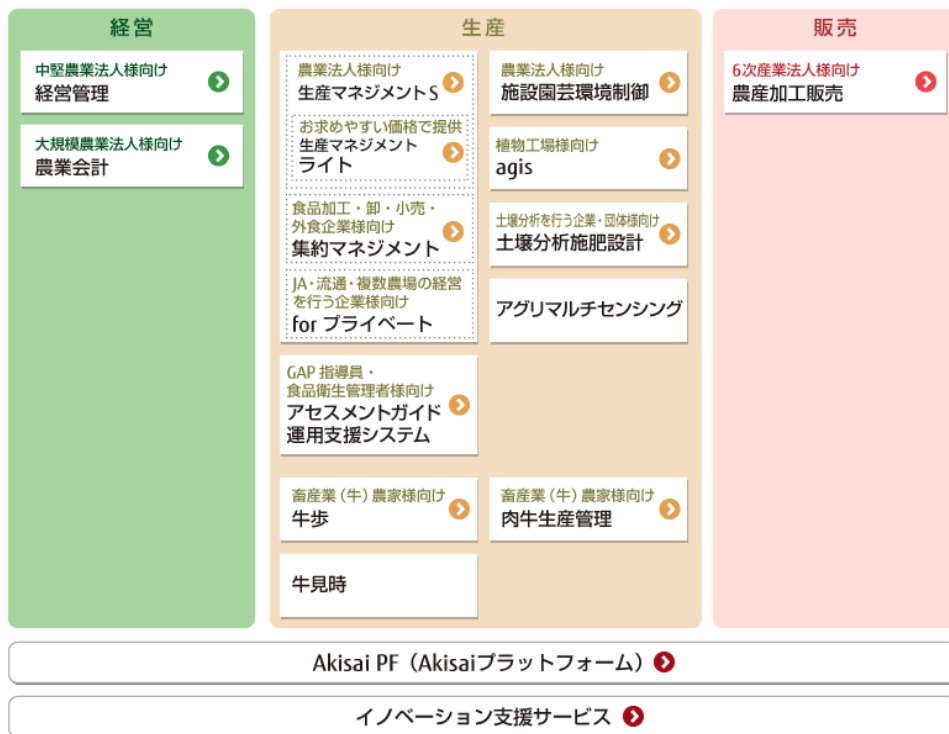 経営
中堅農業法人様向け
経営管理
大規模農業法人様向け
農業会計
生産
農業法人様向け
生産マネジメントS
お求めやすい価格で提供
生産マネジメント
ライト
食品加工・卸・小売・
外食企業様向け
集約マネジメント
JA・流通・複数農場の経営
を行う企業様向け
for プライベート
GAP 指導員・
食品衛生管理者様向け
アセスメントガイド
運用支援システム
畜産業（牛）農家様向け
牛歩
牛見時
農業法人様向け
施設園芸環境制御
植物工場様向け
agis
土壌分析を行う企業・団体様向け
土壌分析施肥設計
アグリマルチセンシング
畜産業（牛）農家様向け
肉牛生産管理
販売
6次産業法人様向け
農産加工販売
Akisai PF（Akisaiプラットフォーム）
イノベーション支援サービス